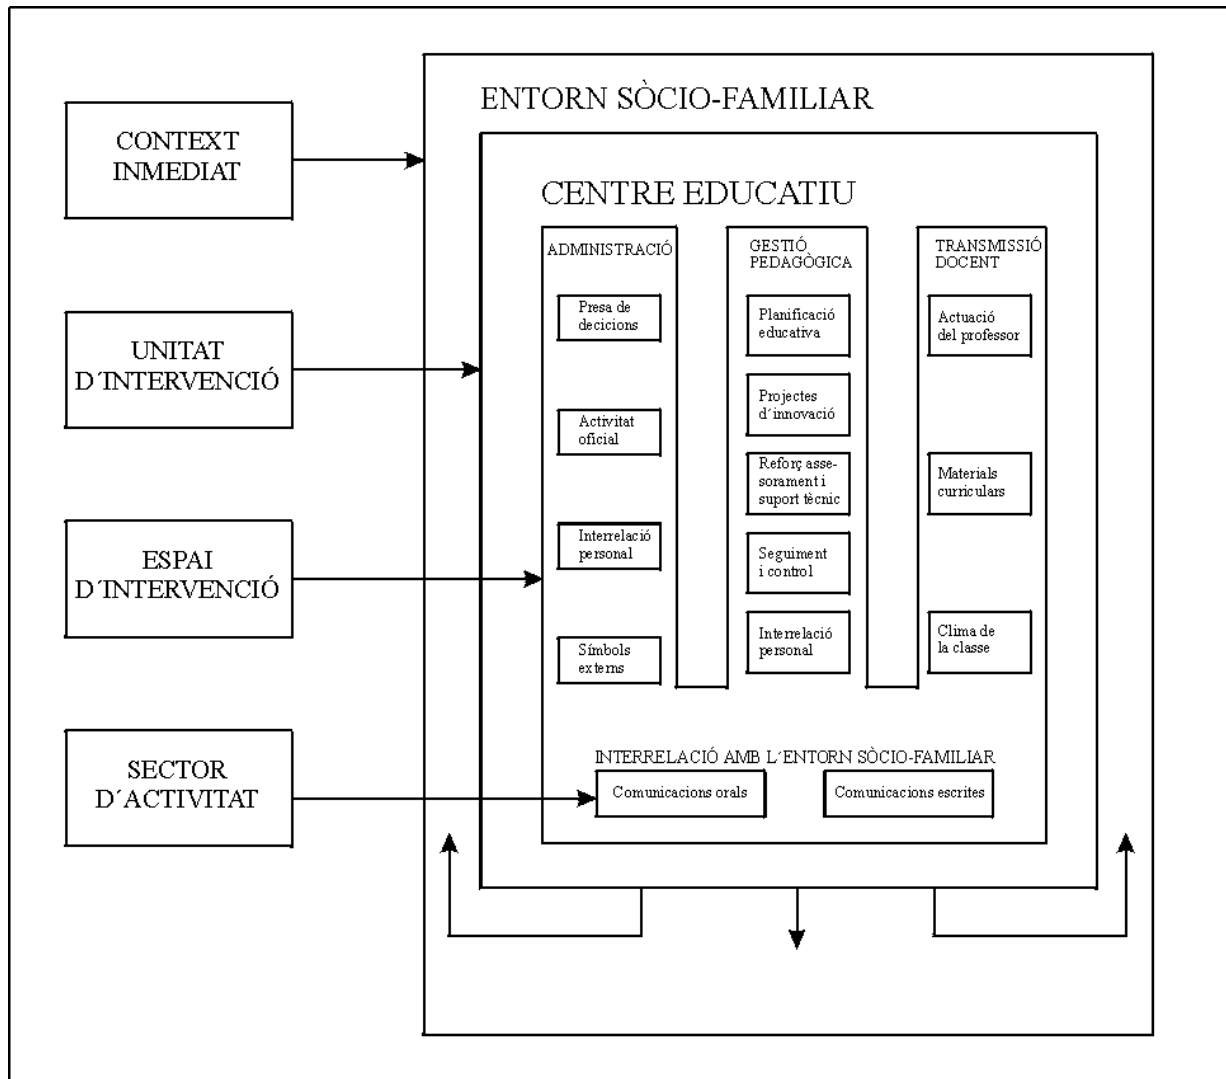 ENTORN SÒCIO-FAMILIAR
CONTEXT
INMEDIAT
UNITAT
D´INTERVENCIÓ
ESPAI
D´INTERVENCIÓ
SECTOR
D´ACTIVITAT
CENTRE EDUCATIU
ADMINISTRACIÓ
Presa de
decicions
Activitat
oficial
Interrelació
personal
Símbols
externs
GESTIÓ
PEDAGÒGICA
Planificació
educativa
Projectes
d´innovació
Reforç asse-
sorament i
suport tècnic
Seguiment
i control
Interrelació
personal
TRANSMISSIÓ
DOCENT
Actuació
del professor
Materials
curriculars
Clima de
la classe
INTERRELACIÓ AMB L´ENTORN SÒCIO-FAMILIAR
Comunicacions orals
Comunicacions escrites